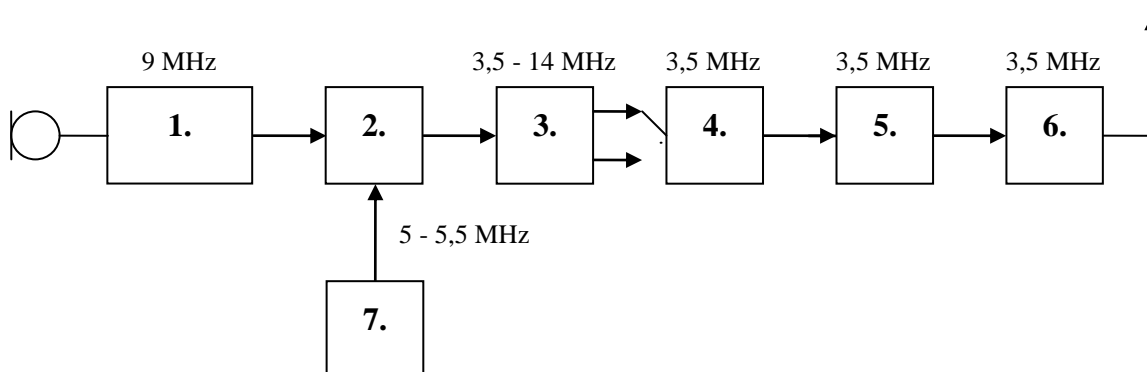 9 MHz 3,5 - 14 MHz 3,5 MHz 3,5 MHz 3,5 MHz
1. 2. 3. 4. 5. 6.
5 - 5,5 MHz
7.